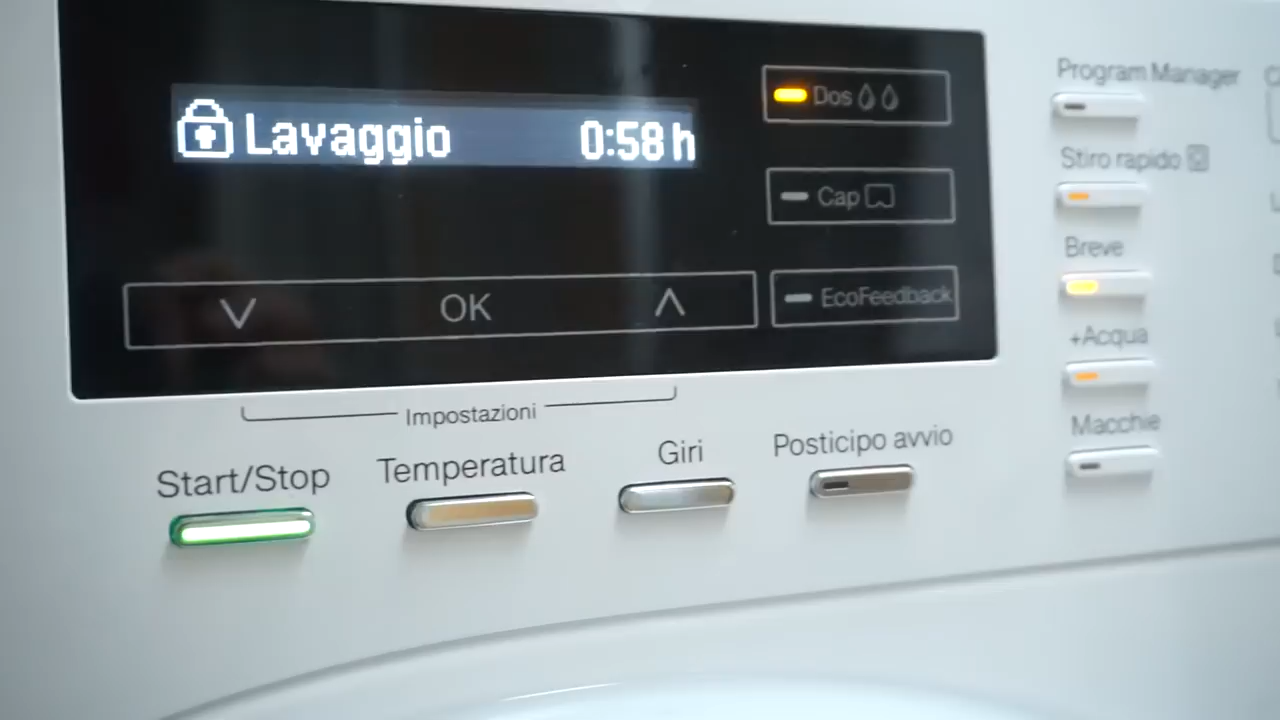 Lavaggio 0:58 h
Dos
Cap
OK
EcoFeedback
Impostazioni
Start/Stop
Temperatura
Giri
Posticipo avvio
Program Manager
Stiro rapido
Breve
+Acqua
Macchie